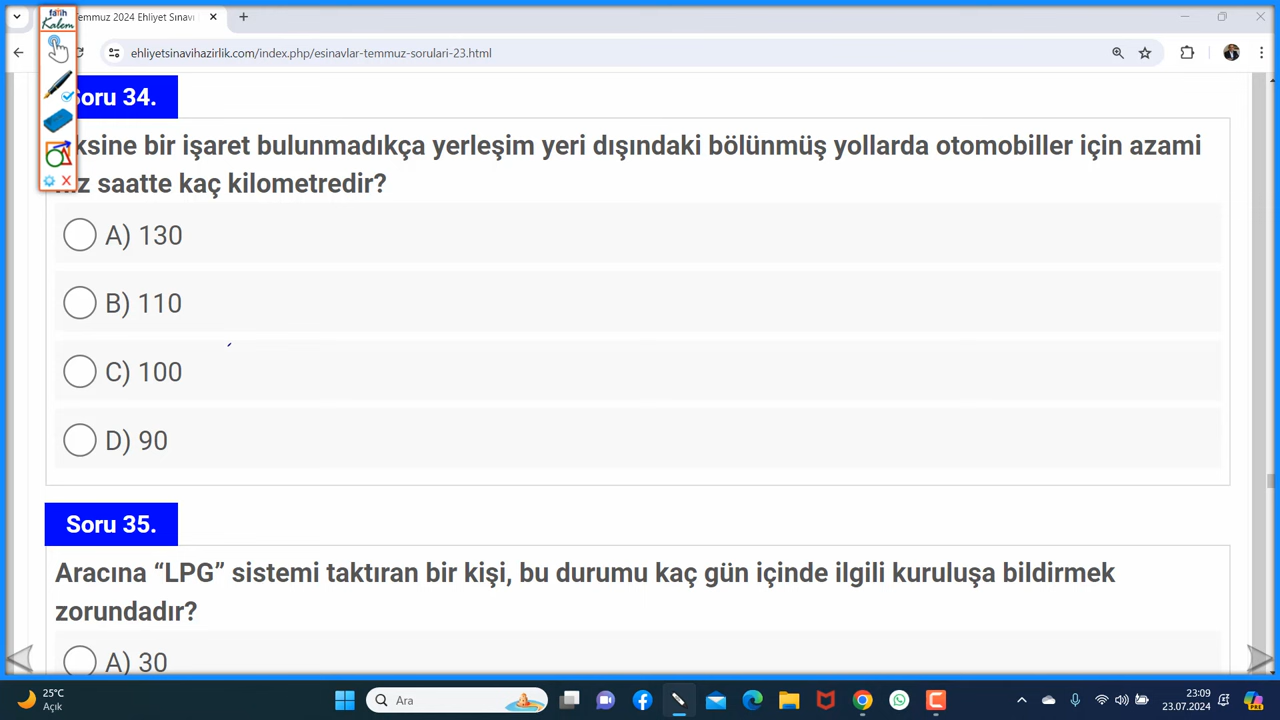 fatih
Kalem
emmuz 2024 Ehliyet Sınavı
ehliyetsinavihazirlik.com/index.php/esinavlar-temmuz-sorulari-23.html
Soru 34.
ksine bir işaret bulunmadıkça yerleşim yeri dışındaki bölünmüş yollarda otomobiller için azami
saatte kaç kilometredir?
A) 130
B) 110
C) 100
D) 90
Soru 35.
Aracına “LPG” sistemi taktıran bir kişi, bu durumu kaç gün içinde ilgili kuruluşa bildirmek
zorundadır?
A) 30
25°C
Açık
Ara
23:09
23.07.2024